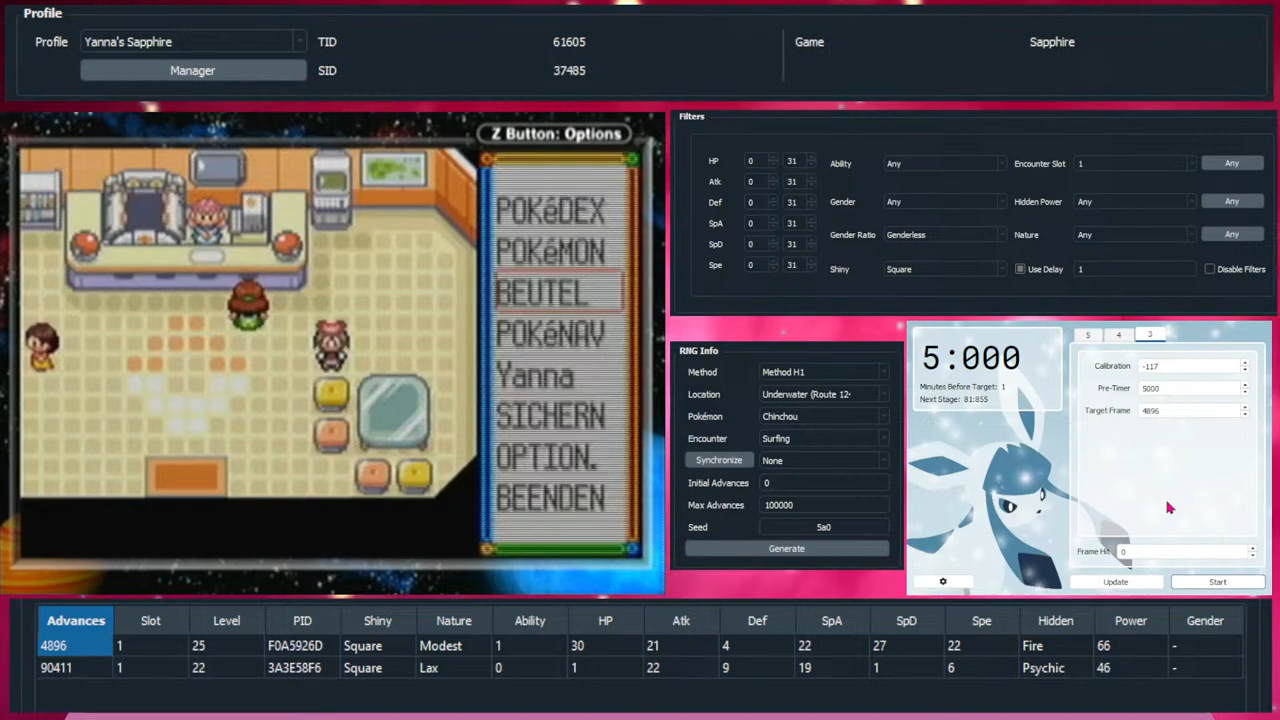 Profile
Profile Yanna's Sapphire TID 61605 Game Sapphire
Manager SID 37485
Z Button: Options
POKéDEX
POKéMON
BEUTEL
POKéNAV
Yanna
SICHERN
OPTION.
BEENDEN
Filters
HP 0 31 Ability Any Encounter Slot 1 Any
Atk 0 31
Def 0 31 Gender Any Hidden Power Any Any
SpA 0 31
SpD 0 31 Gender Ratio Genderless Nature Any Any
Spe 0 31 Shiny Square Use Delay 1 Disable Filters
RNG Info
Method Method H1
Location Underwater (Route 12
Pokémon Chinchou
Encounter Surfing
Synchronize None
Initial Advances 0
Max Advances 100000
Seed 5a0
Generate
5:000
Minutes Before Target: 1
Next Stage: 81:855
5 4 3
Calibration -117
Pre-Timer 5000
Target Frame 4896
Frame Hit 0
Update Start
Advances Slot Level PID Shiny Nature Ability HP Atk Def SpA SpD Spe Hidden Power Gender
4896 1 25 F0A5926D Square Modest 1 30 21 4 22 27 22 Fire 66 -
90411 1 22 3A3E58F6 Square Lax 0 1 22 9 19 1 6 Psychic 46 -